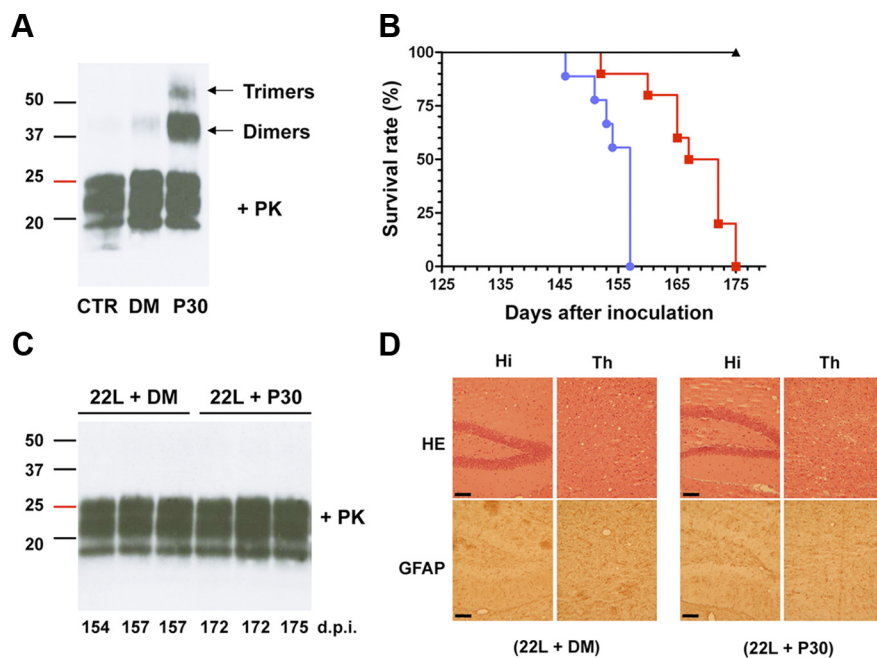 A
50
37
25
20
Trimers
Dimers
+ PK
CTR DM P30
B
Survival rate (%)
100
75
50
25
0
125 135 145 155 165 175
Days after inoculation
C
22L + DM 22L + P30
50
37
25
20
+ PK
154 157 157 172 172 175 d.p.i.
D
Hi Th Hi Th
HE
GFAP
(22L + DM) (22L + P30)